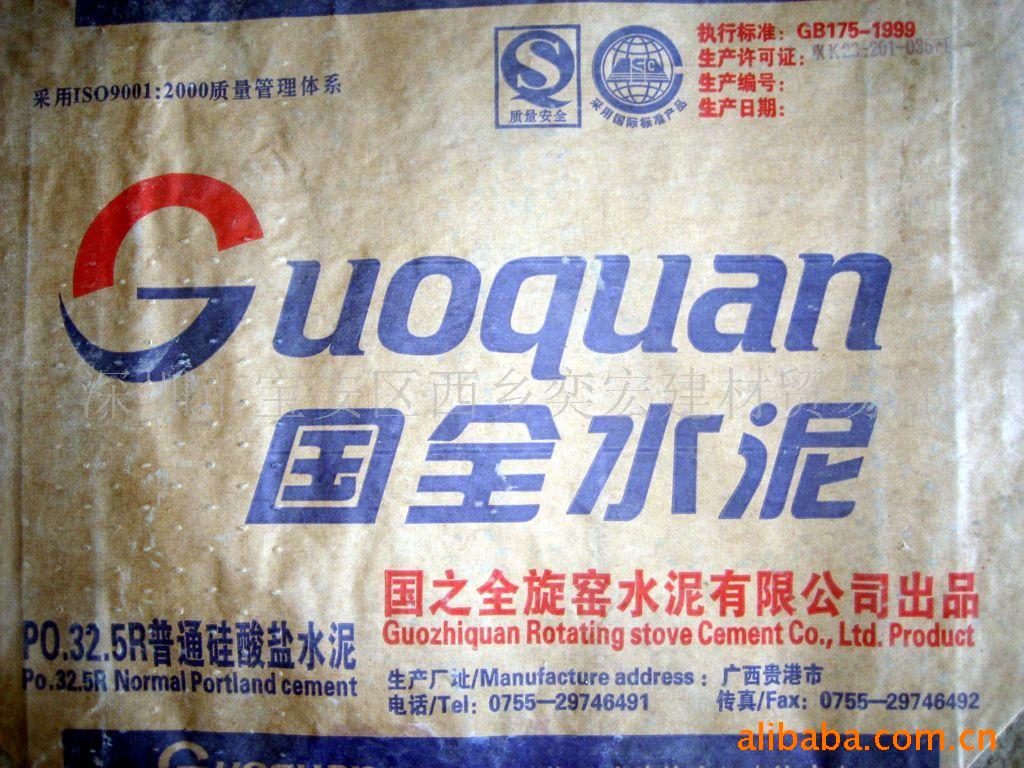 采用ISO9001:2000质量管理体系
QS
质量安全
采用国际标准产品
执行标准: GB175-1999
生产许可证:
生产编号:
生产日期:
Guoquan
深圳市宝安区西乡奕宏建材贸易
国全水泥
国之全旋窑水泥有限公司出品
Guozhiquan Rotating stove Cement Co., Ltd. Product
PO.32.5R普通硅酸盐水泥
Po.32.5R Normal Portland cement
生产厂址/Manufacture address : 广西贵港市
电话/Tel: 0755—29746491
传真/Fax: 0755—29746492
GUOQUAN
alibaba.com.cn